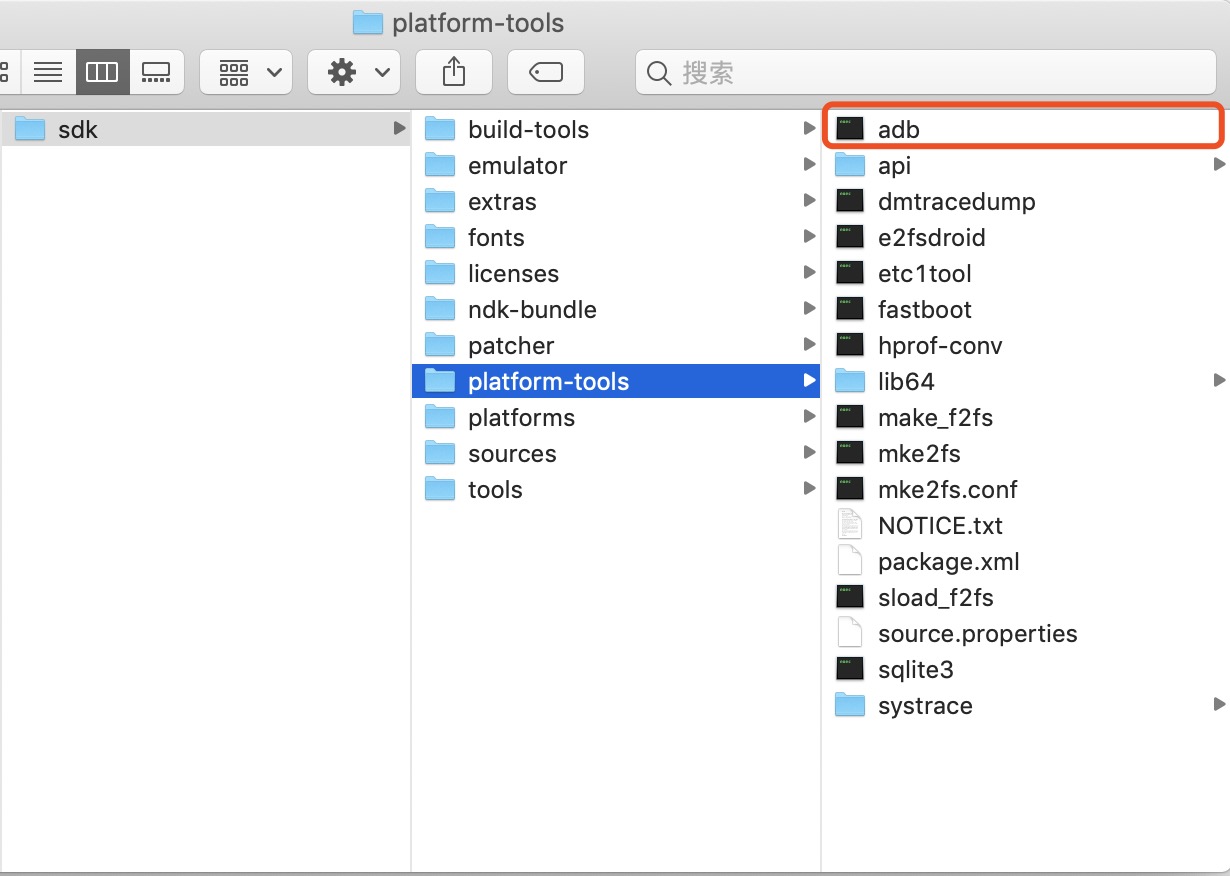 platform-tools
搜索
sdk
build-tools
emulator
extras
fonts
licenses
ndk-bundle
patcher
platform-tools
platforms
sources
tools
adb
api
dmtracedump
e2fsdroid
etc1tool
fastboot
hprof-conv
lib64
make_f2fs
mke2fs
mke2fs.conf
NOTICE.txt
package.xml
sload_f2fs
source.properties
sqlite3
systrace